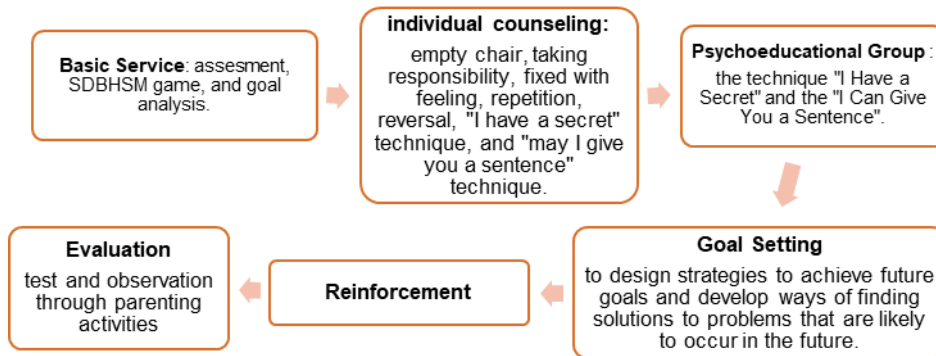 Basic Service: assesment,
SDBHSM game, and goal
analysis.
individual counseling:
empty chair, taking
responsibility, fixed with
feeling, repetition,
reversal, "I have a secret"
technique, and "may I give
you a sentence"
technique.
Psychoeducational Group :
the technique "I Have a
Secret" and the "I Can Give
You a Sentence".
Goal Setting
to design strategies to achieve future
goals and develop ways of finding
solutions to problems that are likely
to occur in the future.
Reinforcement
Evaluation
test and observation
through parenting
activities